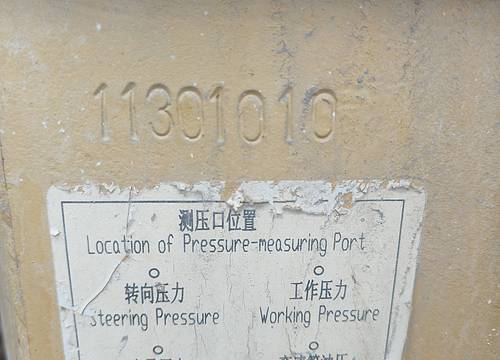 11301010
测压口位置
Location of Pressure-measuring Port
转向压力 工作压力
Steering Pressure Working Pressure